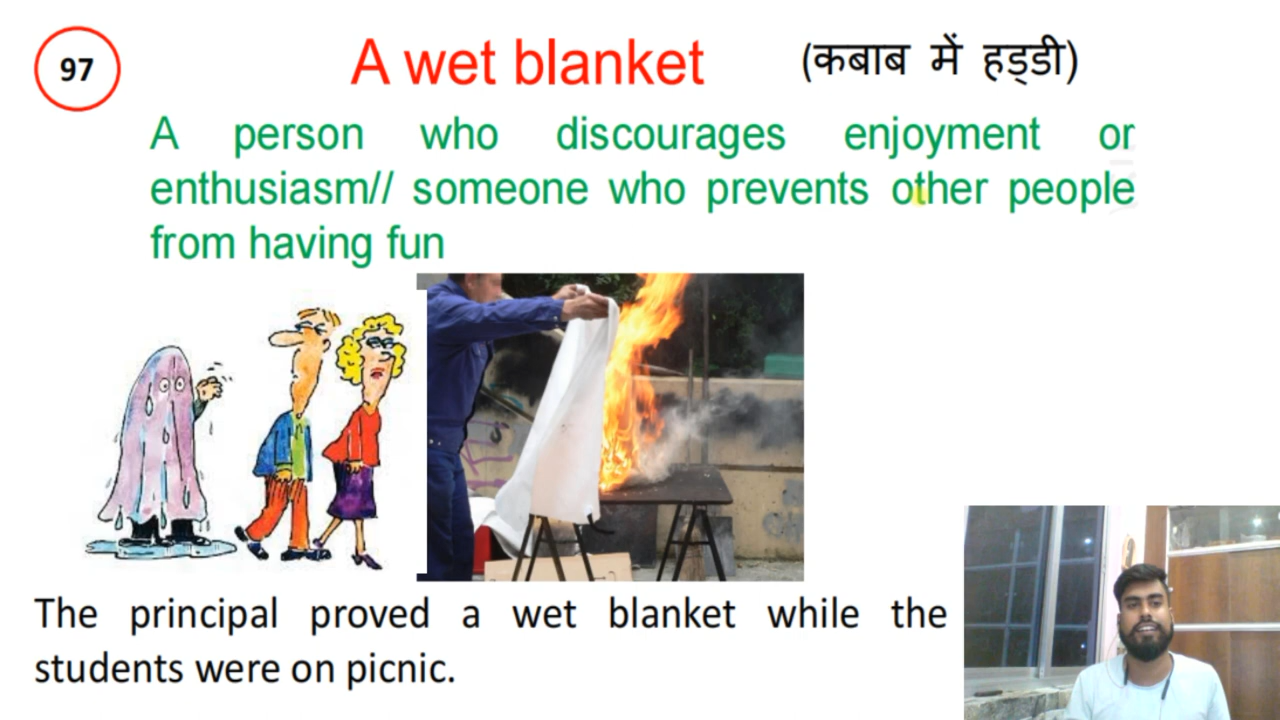 97
A wet blanket (कबाब में हड्डी)
A person who discourages enjoyment or
enthusiasm// someone who prevents other people
from having fun
The principal proved a wet blanket while the
students were on picnic.